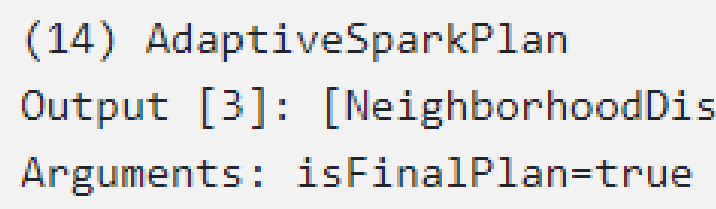 (14) AdaptiveSparkPlan
Output [3]: [NeighborhoodDis
Arguments: isFinalPlan=true